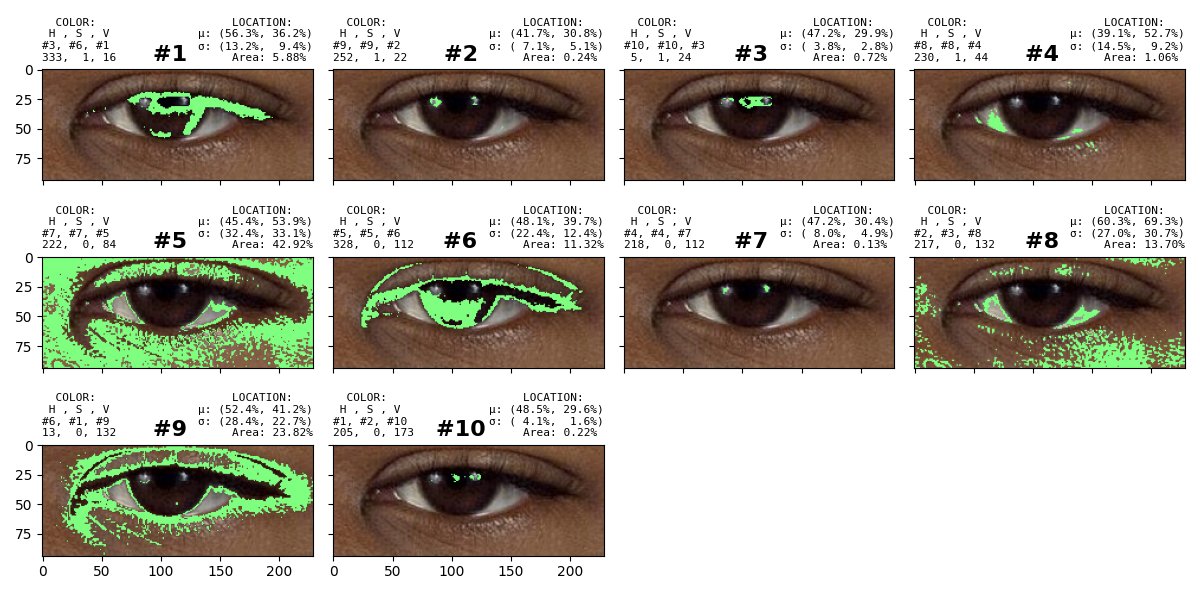 COLOR: LOCATION:
H , S , V μ: (56.3%, 36.2%)
#3, #6, #1 σ: (13.2%, 9.4%)
333, 1, 16 #1 Area: 5.88%
COLOR: LOCATION:
H , S , V μ: (41.7%, 30.8%)
#9, #9, #2 σ: ( 7.1%, 5.1%)
252, 1, 22 #2 Area: 0.24%
COLOR: LOCATION:
H , S , V μ: (47.2%, 29.9%)
#10, #10, #3 σ: ( 3.8%, 2.8%)
5, 1, 24 #3 Area: 0.72%
COLOR: LOCATION:
H , S , V μ: (39.1%, 52.7%)
#8, #8, #4 σ: (14.5%, 9.2%)
230, 1, 44 #4 Area: 1.06%
0
25
50
75
COLOR: LOCATION:
H , S , V μ: (45.4%, 53.9%)
#7, #7, #5 σ: (32.4%, 33.1%)
222, 0, 84 #5 Area: 42.92%
COLOR: LOCATION:
H , S , V μ: (48.1%, 39.7%)
#5, #5, #6 σ: (22.4%, 12.4%)
328, 0, 112 #6 Area: 11.32%
COLOR: LOCATION:
H , S , V μ: (47.2%, 30.4%)
#4, #4, #7 σ: ( 8.0%, 4.9%)
218, 0, 112 #7 Area: 0.13%
COLOR: LOCATION:
H , S , V μ: (60.3%, 69.3%)
#2, #3, #8 σ: (27.0%, 30.7%)
217, 0, 132 #8 Area: 13.70%
0
25
50
75
COLOR: LOCATION:
H , S , V μ: (52.4%, 41.2%)
#6, #1, #9 σ: (28.4%, 22.7%)
13, 0, 132 #9 Area: 23.82%
COLOR: LOCATION:
H , S , V μ: (48.5%, 29.6%)
#1, #2, #10 σ: ( 4.1%, 1.6%)
205, 0, 173 #10 Area: 0.22%
0
25
50
75
0 50 100 150 200
0 50 100 150 200